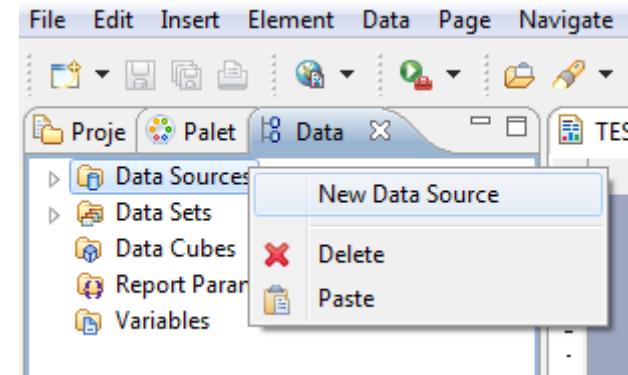 File Edit Insert Element Data Page Navigate
Proje Palet Data TES
Data Sources
New Data Source
Data Sets
Data Cubes
Delete
Report Parar
Paste
Variables